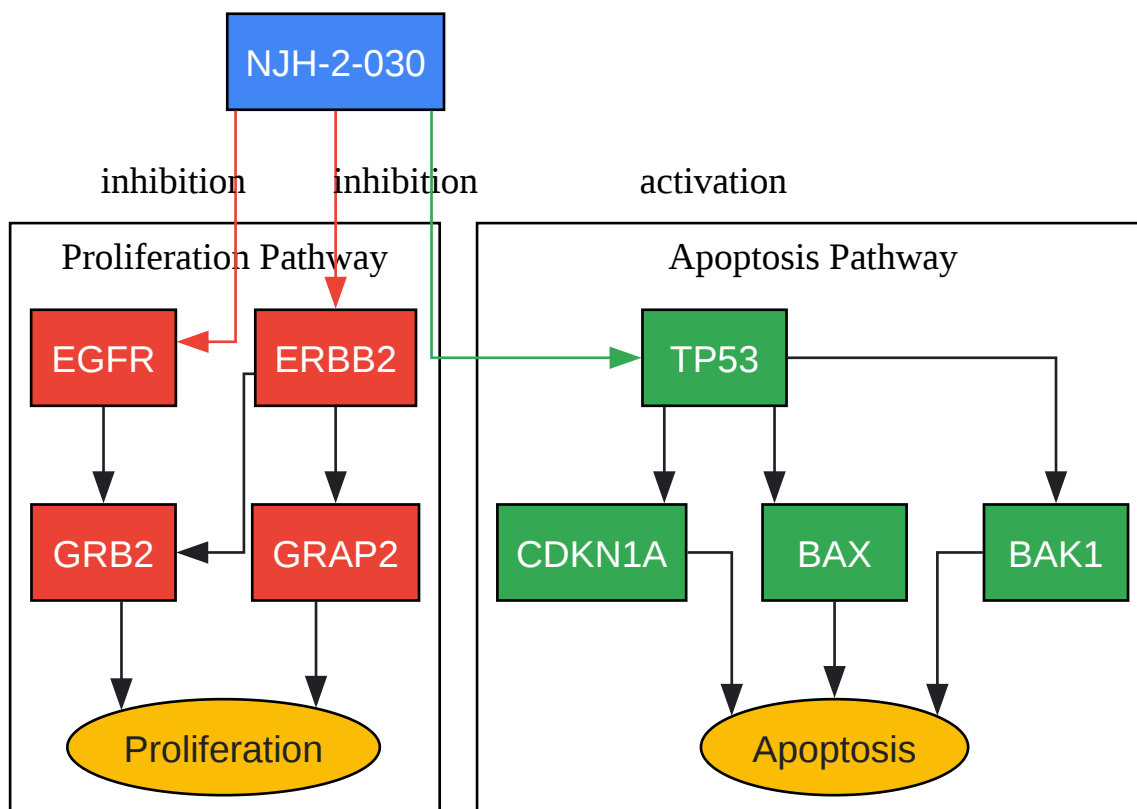 NJH-2-030
inhibition
inhibition
activation
Proliferation Pathway
Apoptosis Pathway
EGFR
ERBB2
TP53
GRB2
GRAP2
CDKN1A
BAX
BAK1
Proliferation
Apoptosis